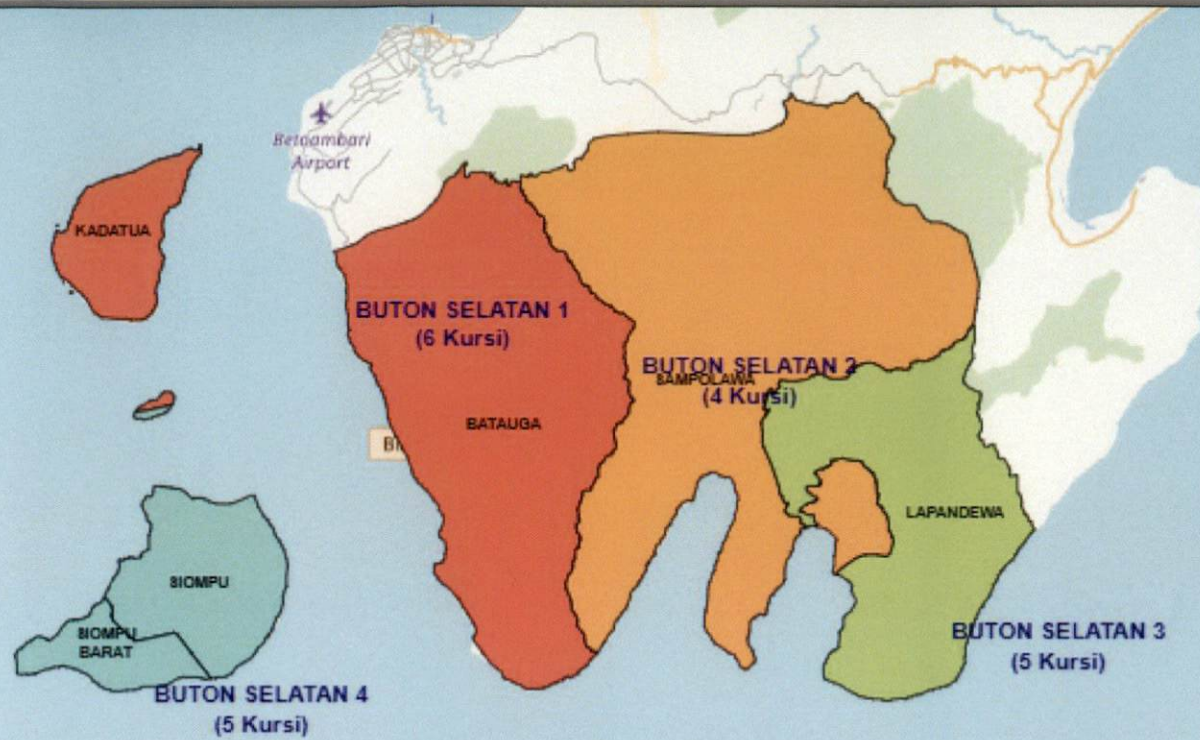 Betoambari
Airport
KADATUA
BUTON SELATAN 1
(6 Kursi)
BUTON SELATAN 2
SAMPOLAWA
(4 Kursi)
BATAUGA
BI
LAPANDEWA
SIOMPU
SIOMPU
BARAT
BUTON SELATAN 3
(5 Kursi)
BUTON SELATAN 4
(5 Kursi)